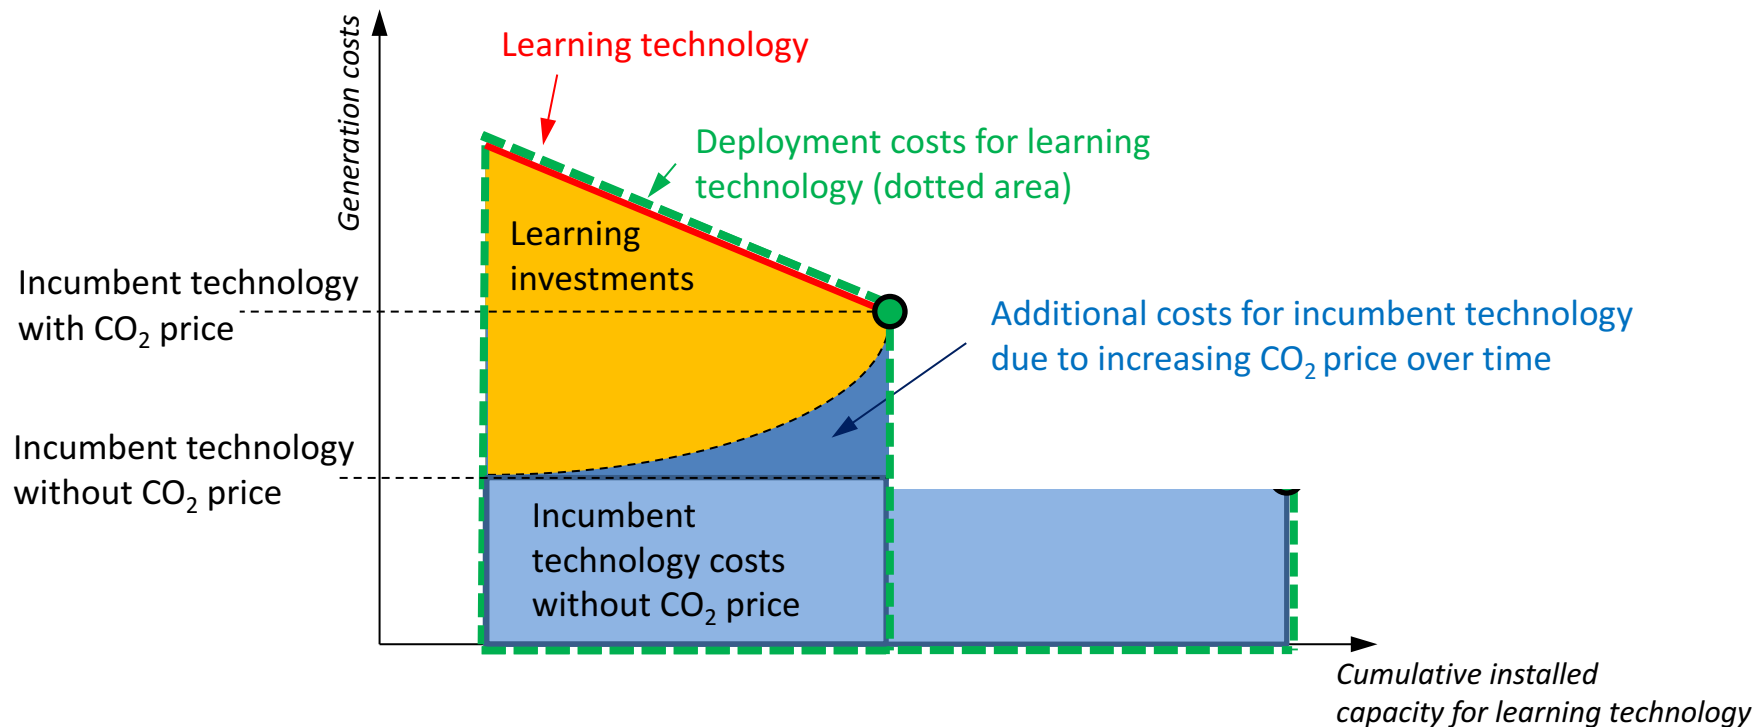 Generation costs
Learning technology
Deployment costs for learning
technology (dotted area)
Learning
investments
Incumbent technology
with CO₂ price
Additional costs for incumbent technology
due to increasing CO₂ price over time
Incumbent technology
without CO₂ price
Incumbent
technology costs
without CO₂ price
Cumulative installed
capacity for learning technology